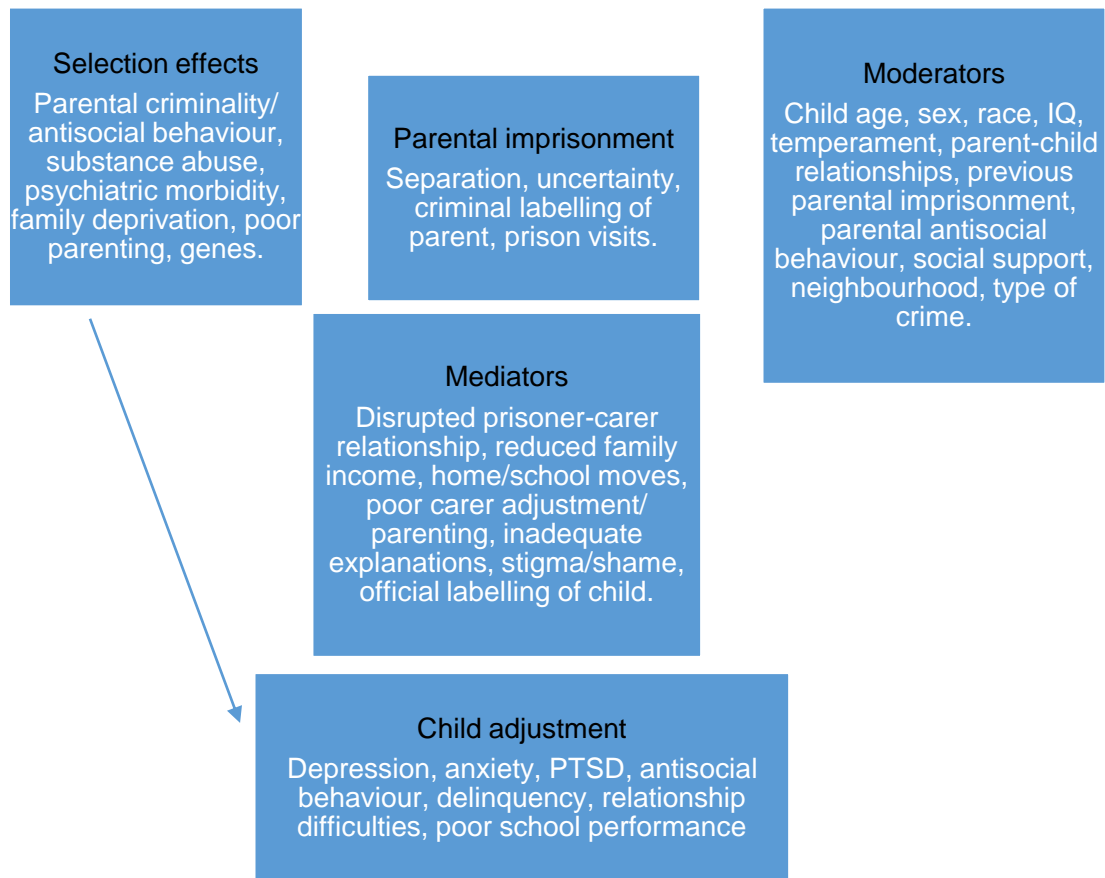 Selection effects
Parental criminality/
antisocial behaviour,
substance abuse,
psychiatric morbidity,
family deprivation, poor
parenting, genes.
Parental imprisonment
Separation, uncertainty,
criminal labelling of
parent, prison visits.
Moderators
Child age, sex, race, IQ,
temperament, parent-child
relationships, previous
parental imprisonment,
parental antisocial
behaviour, social support,
neighbourhood, type of
crime.
Mediators
Disrupted prisoner-carer
relationship, reduced family
income, home/school moves,
poor carer adjustment/
parenting, inadequate
explanations, stigma/shame,
official labelling of child.
Child adjustment
Depression, anxiety, PTSD, antisocial
behaviour, delinquency, relationship
difficulties, poor school performance